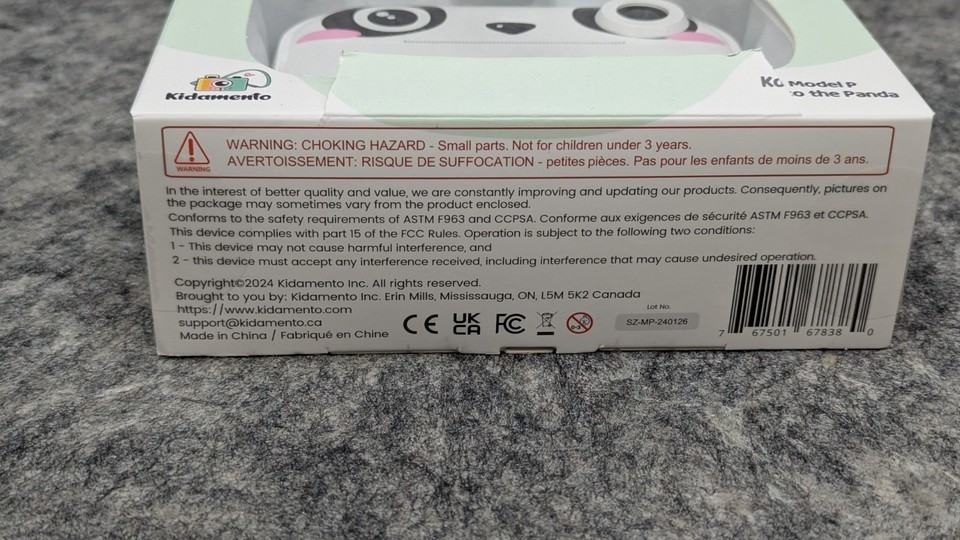 Kidamento
Ko Model P
to the Panda
WARNING
WARNING: CHOKING HAZARD - Small parts. Not for children under 3 years.
AVERTOISSEMENT: RISQUE DE SUFFOCATION - petites pièces. Pas pour les enfants de moins de 3 ans.
In the interest of better quality and value, we are constantly improving and updating our products. Consequently, pictures on
the package may sometimes vary from the product enclosed.
Conforms to the safety requirements of ASTM F963 and CCPSA. Conforme aux exigences de sécurité ASTM F963 et CCPSA.
This device complies with part 15 of the FCC Rules. Operation is subject to the following two conditions:
1 - This device may not cause harmful interference, and
2 - this device must accept any interference received, including interference that may cause undesired operation.
Copyright©2024 Kidamento Inc. All rights reserved.
Brought to you by: Kidamento Inc. Erin Mills, Mississauga, ON, L5M 5K2 Canada
https://www.kidamento.com
support@kidamento.ca
Made in China / Fabriqué en Chine
CE
UK
CA
FC
0-3
Lot No.
SZ-MP-240126
7 67501 67838 0